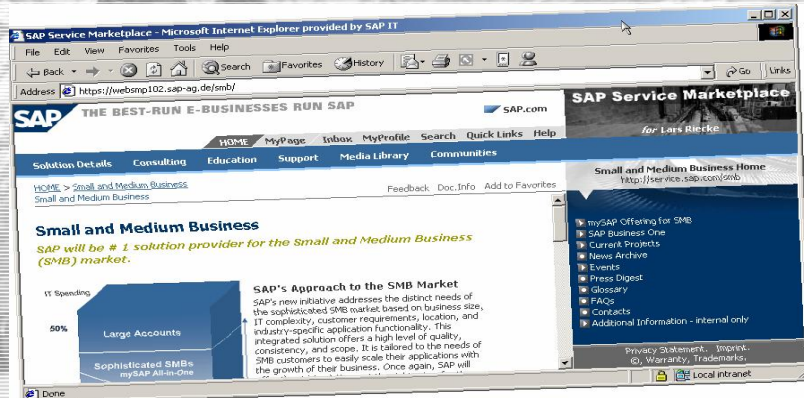 SAP Service Marketplace - Microsoft Internet Explorer provided by SAP IT
File Edit View Favorites Tools Help
Back Search Favorites History
Address https://websmp102.sap-ag.de/smb/ Go Links
SAP THE BEST-RUN E-BUSINESSES RUN SAP
SAP.com
HOME MyPage Inbox MyProfile Search Quick Links Help
Solution Details Consulting Education Support Media Library Communities
HOME > Small and Medium Business
Small and Medium Business
Feedback Doc.Info Add to Favorites
Small and Medium Business
SAP will be # 1 solution provider for the Small and Medium Business
(SMB) market.
IT Spending
50%
Large Accounts
Sophisticated SMBs
mySAP All-in-One
SAP's Approach to the SMB Market
SAP's new initiative addresses the distinct needs of
the sophisticated SMB market based on business size,
IT complexity, customer requirements, location, and
industry-specific application functionality. This
integrated solution offers a high level of quality,
consistency, and scope. It is tailored to the needs of
SMB customers to easily scale their applications with
the growth of their business. Once again, SAP will
SAP Service Marketplace
for Lars Riecke
Small and Medium Business Home
http://service.sap.com/smb
mySAP Offering for SMB
SAP Business One
Current Projects
News Archive
Events
Press Digest
Glossary
FAQs
Contacts
Additional Information - internal only
Privacy Statement. Imprint.
©, Warranty, Trademarks.
Done
Local intranet